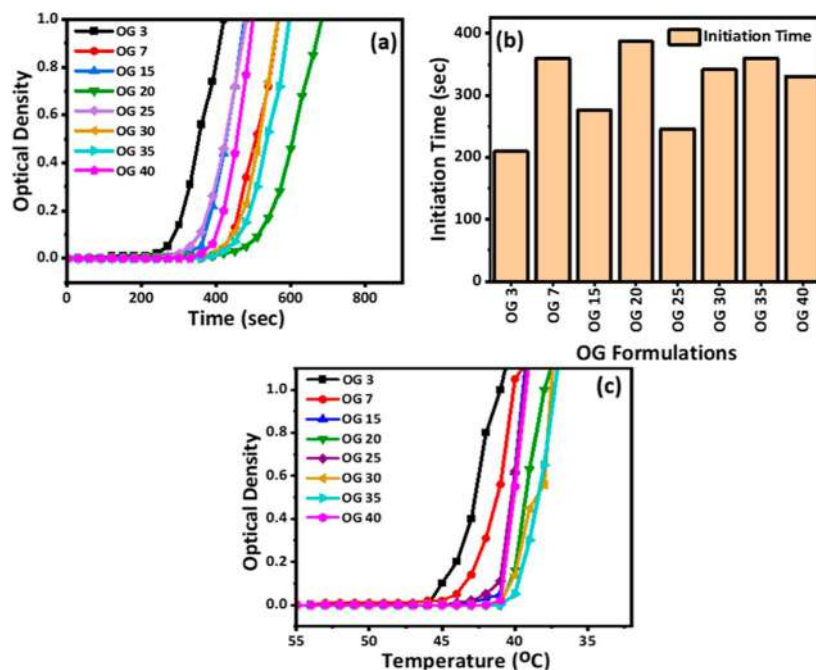 (a)
OG 3
OG 7
OG 15
OG 20
OG 25
OG 30
OG 35
OG 40
Optical Density
1.0
0.8
0.6
0.4
0.2
0.0
0 200 400 600 800
Time (sec)
(b)
Initiation Time
Initiation Time (sec)
400
300
200
100
0
OG 3
OG 7
OG 15
OG 20
OG 25
OG 30
OG 35
OG 40
OG Formulations
(c)
OG 3
OG 7
OG 15
OG 20
OG 25
OG 30
OG 35
OG 40
Optical Density
1.0
0.8
0.6
0.4
0.2
0.0
55 50 45 40 35
Temperature (ºC)